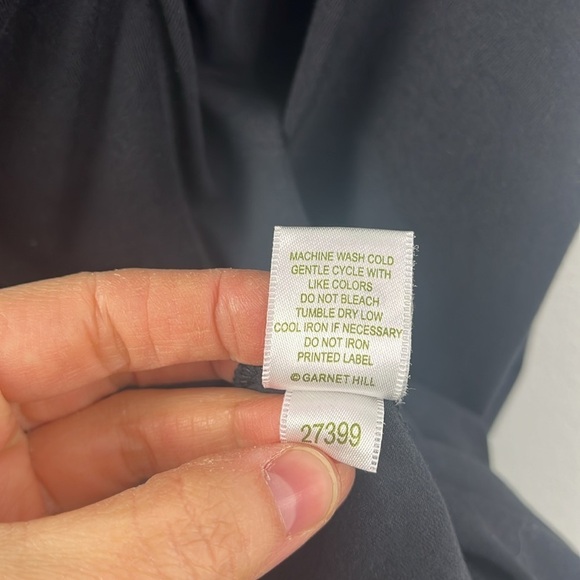 MACHINE WASH COLD
GENTLE CYCLE WITH
LIKE COLORS
DO NOT BLEACH
TUMBLE DRY LOW
COOL IRON IF NECESSARY
DO NOT IRON
PRINTED LABEL
© GARNET HILL
27399